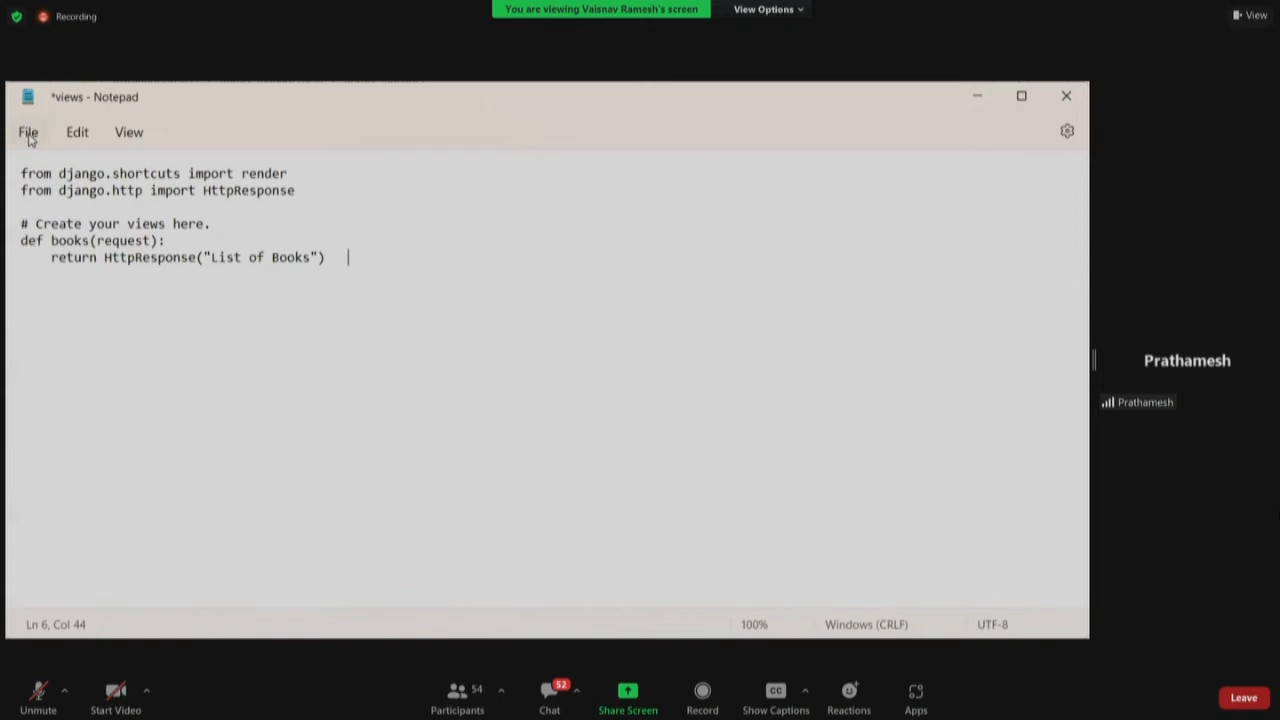 Recording
You are viewing Vaisnav Ramesh's screen
View Options
View
*views - Notepad
File Edit View
from django.shortcuts import render
from django.http import HttpResponse
# Create your views here.
def books(request):
    return HttpResponse("List of Books")
Prathamesh
Prathamesh
Ln 6, Col 44
100%
Windows (CRLF)
UTF-8
Unmute
Start Video
54
Participants
52
Chat
Share Screen
Record
CC
Show Captions
Reactions
Apps
Leave